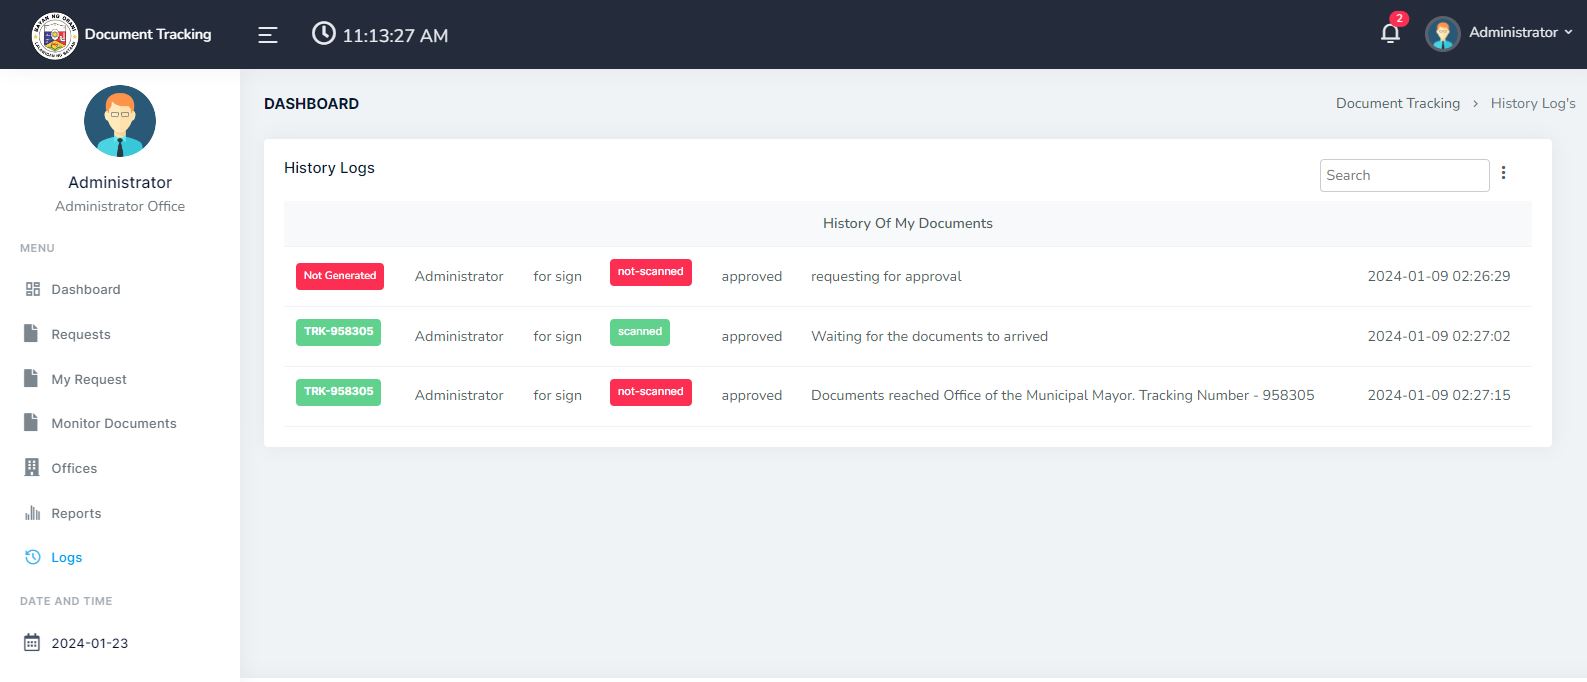 Document Tracking
11:13:27 AM
2
Administrator
Administrator
Administrator Office
MENU
Dashboard
Requests
My Request
Monitor Documents
Offices
Reports
Logs
DATE AND TIME
2024-01-23
DASHBOARD
Document Tracking > History Log's
History Logs
Search
History Of My Documents
Not Generated Administrator for sign not-scanned approved requesting for approval 2024-01-09 02:26:29
TRK-958305 Administrator for sign scanned approved Waiting for the documents to arrived 2024-01-09 02:27:02
TRK-958305 Administrator for sign not-scanned approved Documents reached Office of the Municipal Mayor. Tracking Number - 958305 2024-01-09 02:27:15